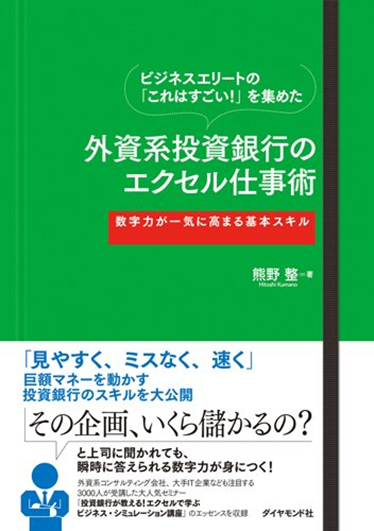 ビジネスエリートの
「これはすごい!」を集めた
外資系投資銀行の
エクセル仕事術
数字力が一気に高まる基本スキル
熊野 整=著
Hitoshi Kumano
「見やすく、ミスなく、速く」
巨額マネーを動かす
投資銀行のスキルを大公開
「その企画、いくら儲かるの?」
と上司に聞かれても、
瞬時に答えられる数字力が身につく!
外資系コンサルティング会社、大手IT企業なども注目する
3000人が受講した大人気セミナー
「投資銀行が教える!エクセルで学ぶ
ビジネス・シミュレーション講座」のエッセンスを収録
ダイヤモンド社